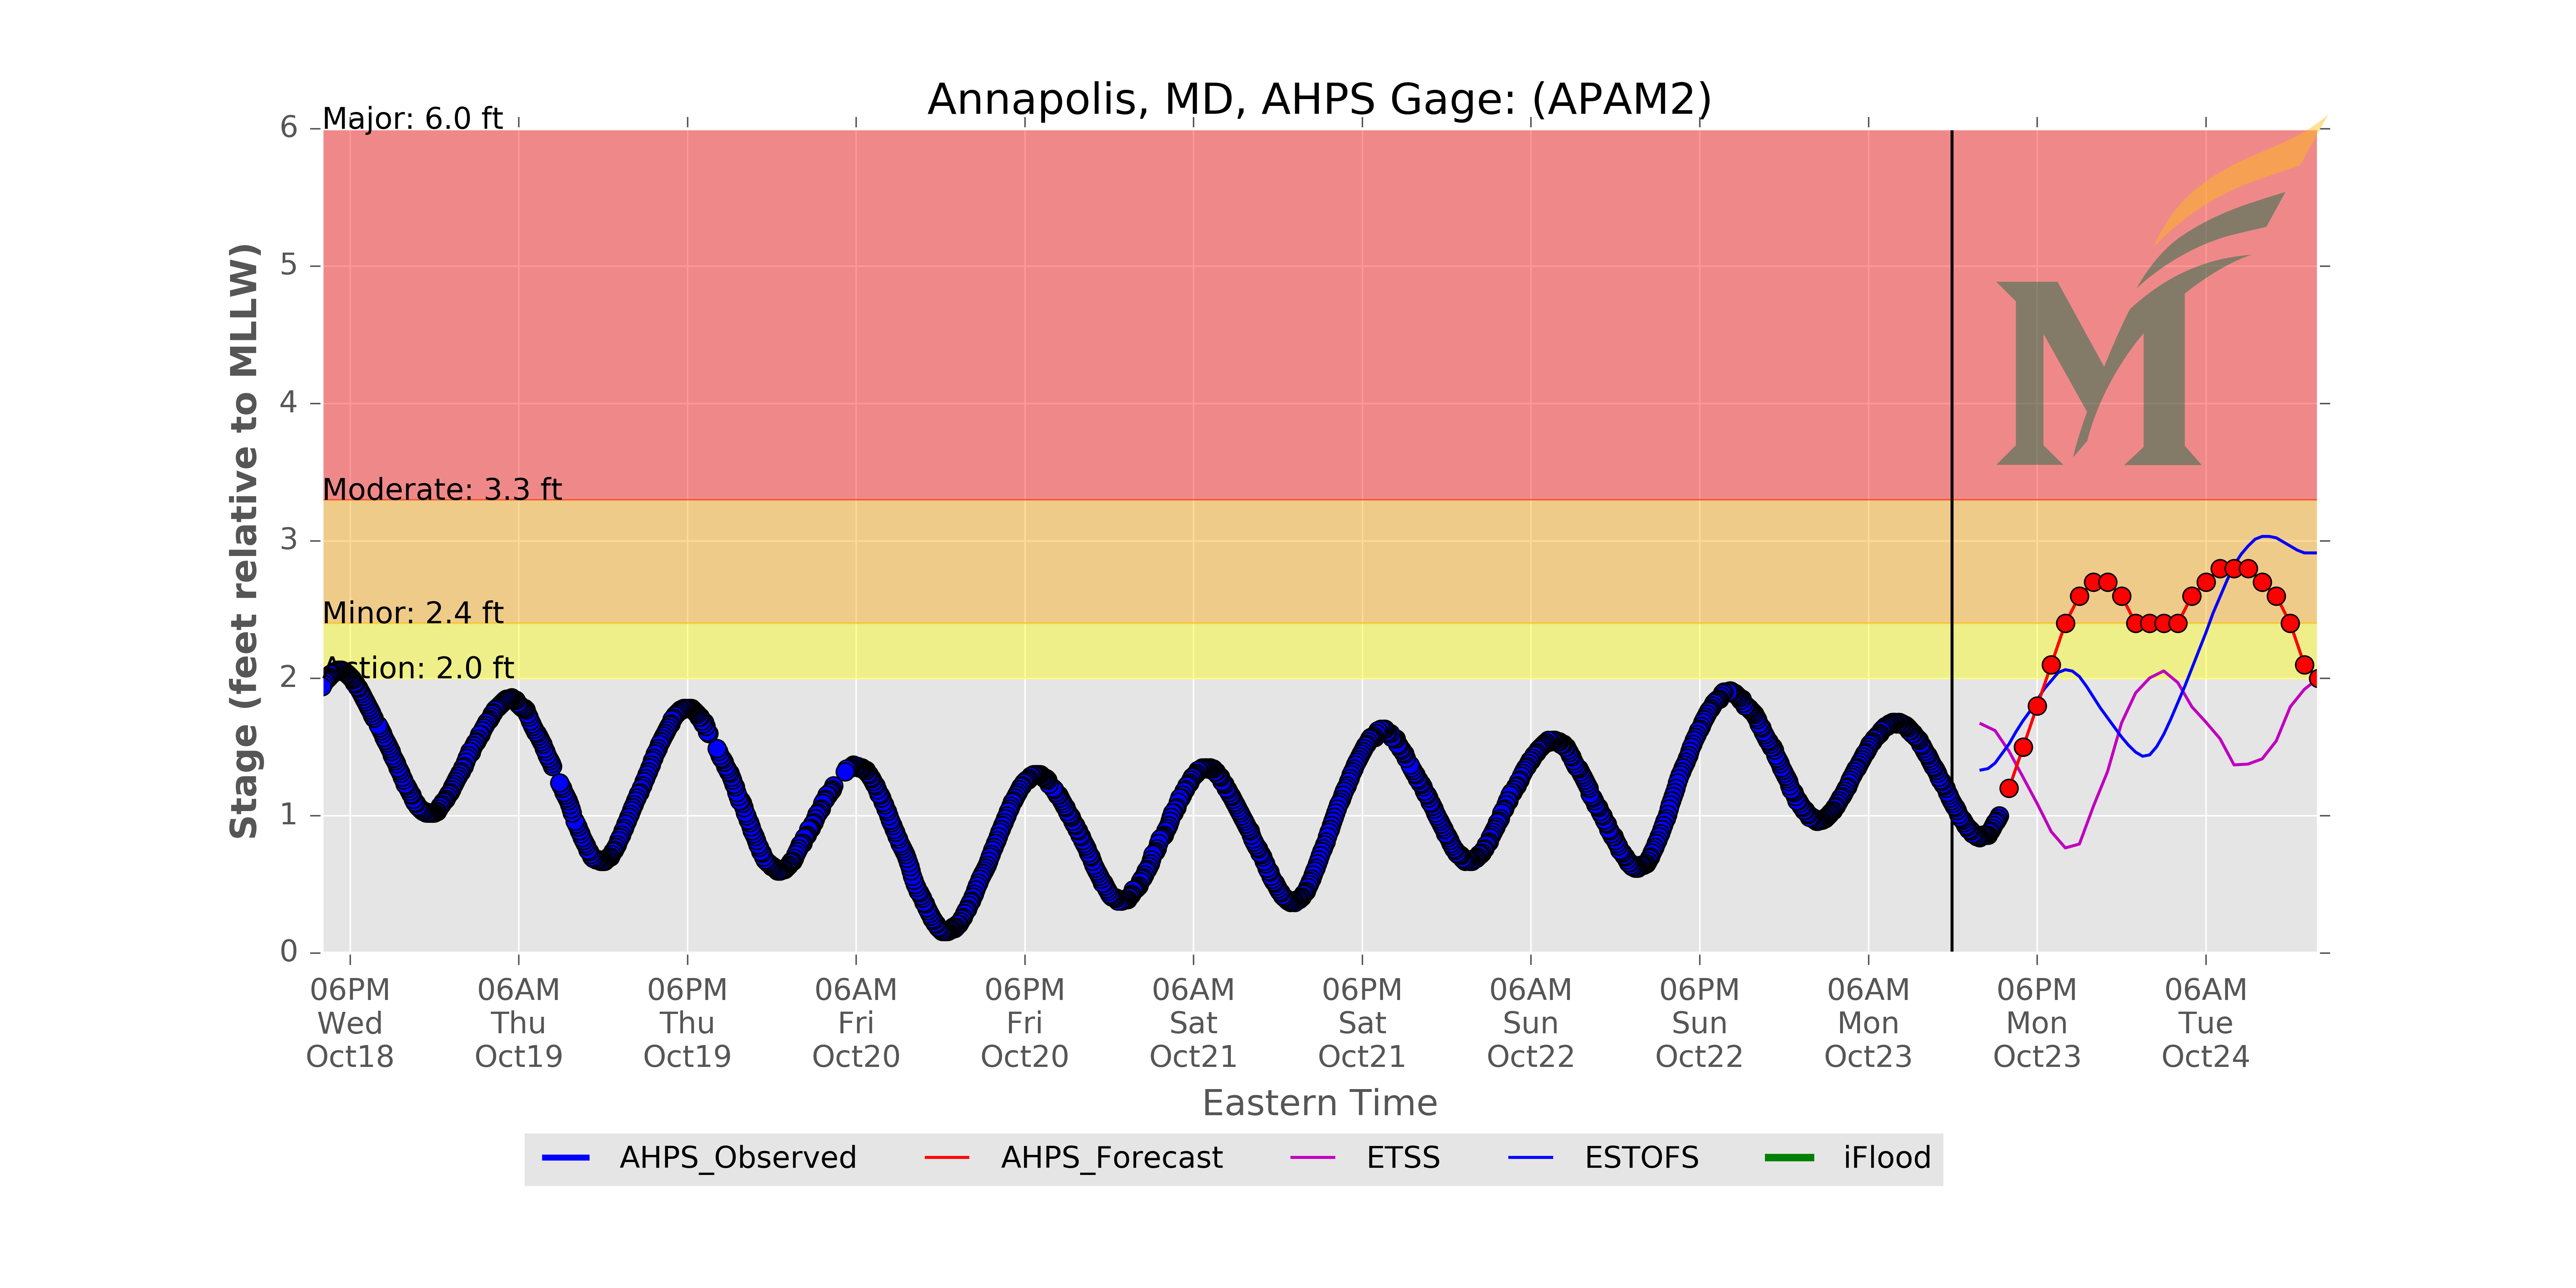 Annapolis, MD, AHPS Gage: (APAM2)
Stage (feet relative to MLLW)
6
5
4
3
2
1
0
Major: 6.0 ft
Moderate: 3.3 ft
Minor: 2.4 ft
Action: 2.0 ft
M
06PM 06AM 06PM 06AM 06PM 06AM 06PM 06AM 06PM 06AM 06PM 06AM
Wed Thu Thu Fri Fri Sat Sat Sun Sun Mon Mon Tue
Oct18 Oct19 Oct19 Oct20 Oct20 Oct21 Oct21 Oct22 Oct22 Oct23 Oct23 Oct24
Eastern Time
AHPS_Observed AHPS_Forecast ETSS ESTOFS iFlood